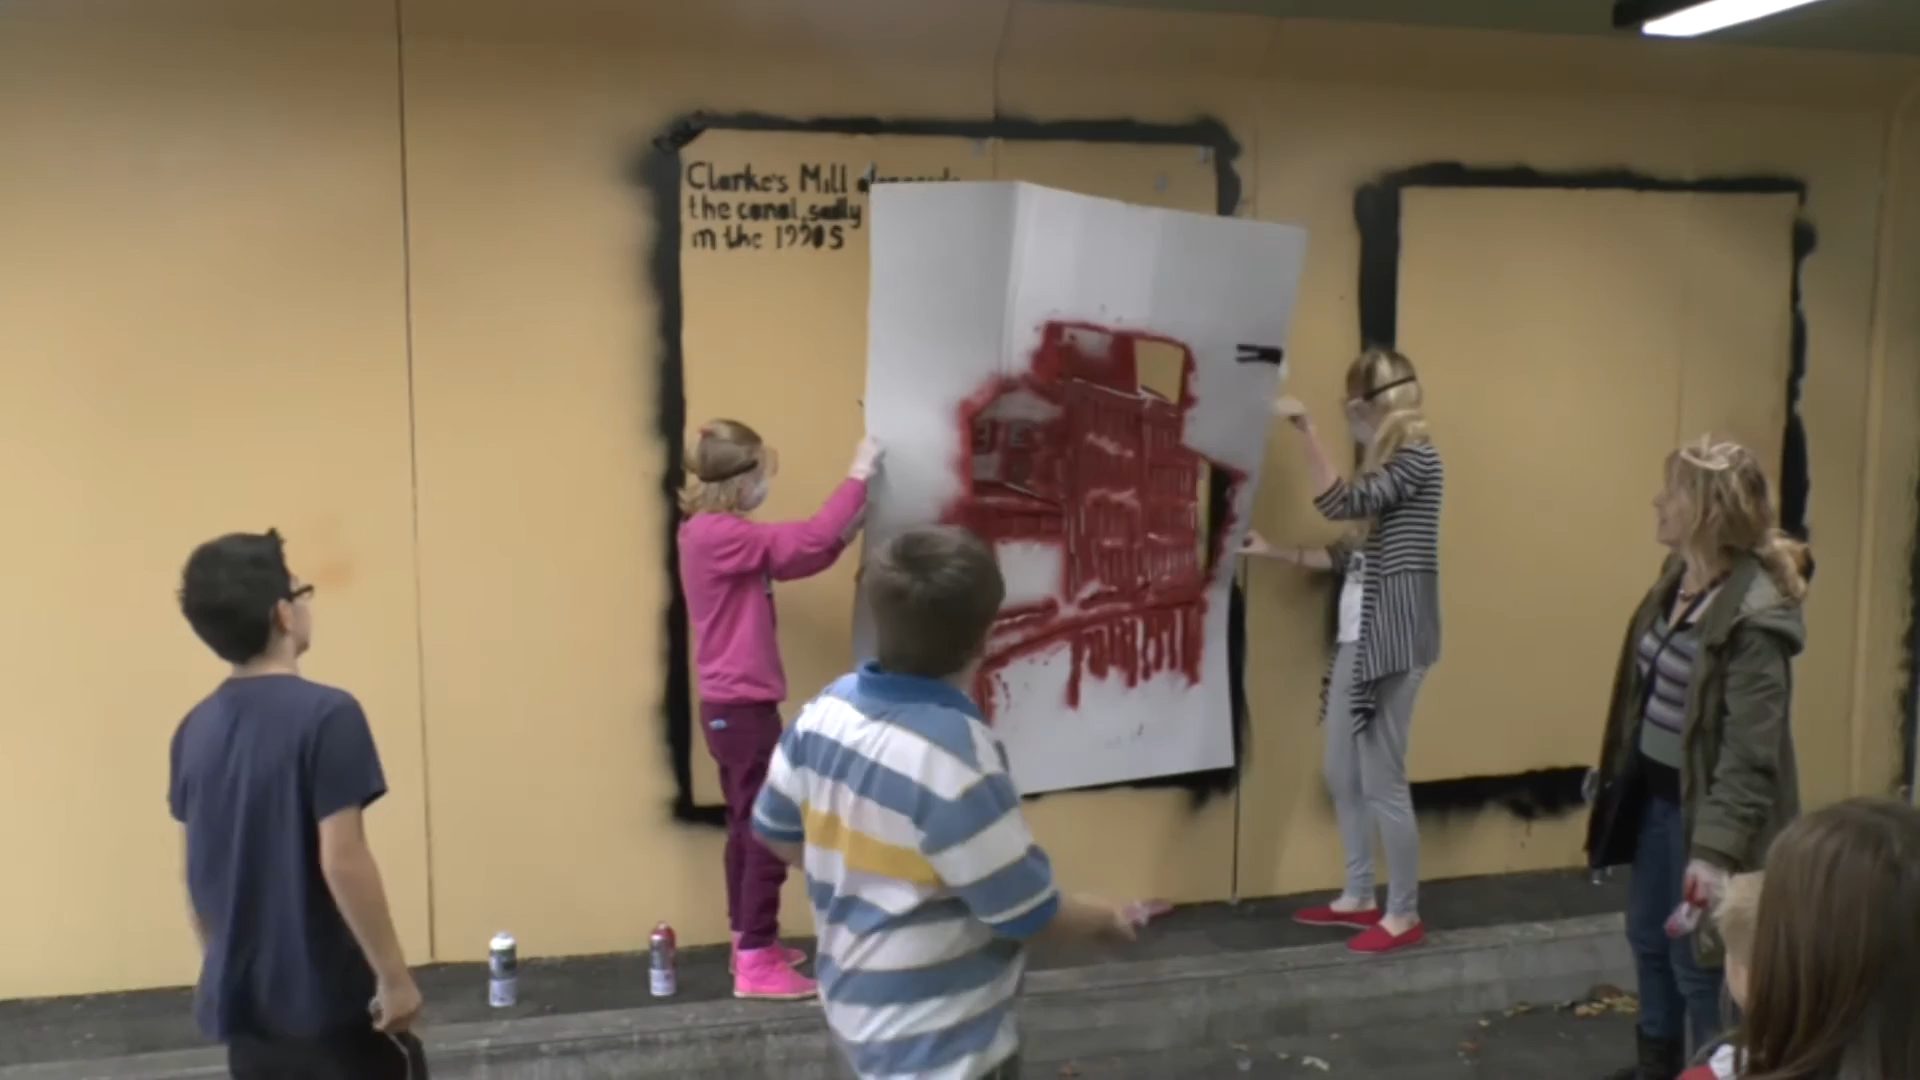 Clarke's Mill
the canal, sadly
in the 1990s